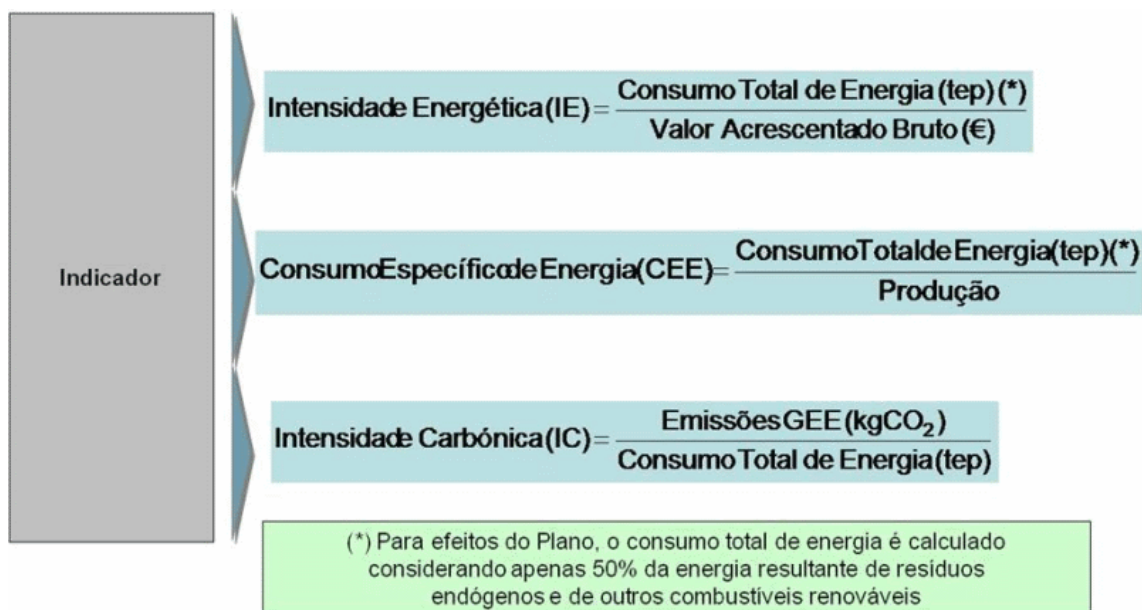 Indicador
Intensidade Energética (IE) = Consumo Total de Energia (tep) (*)
Valor Acrescentado Bruto (€)
Consumo Específico de Energia (CEE) = Consumo Total de Energia (tep) (*)
Produção
Intensidade Carbónica (IC) = Emissões GEE (kgCO₂)
Consumo Total de Energia (tep)
(*) Para efeitos do Plano, o consumo total de energia é calculado
considerando apenas 50% da energia resultante de resíduos
endógenos e de outros combustíveis renováveis